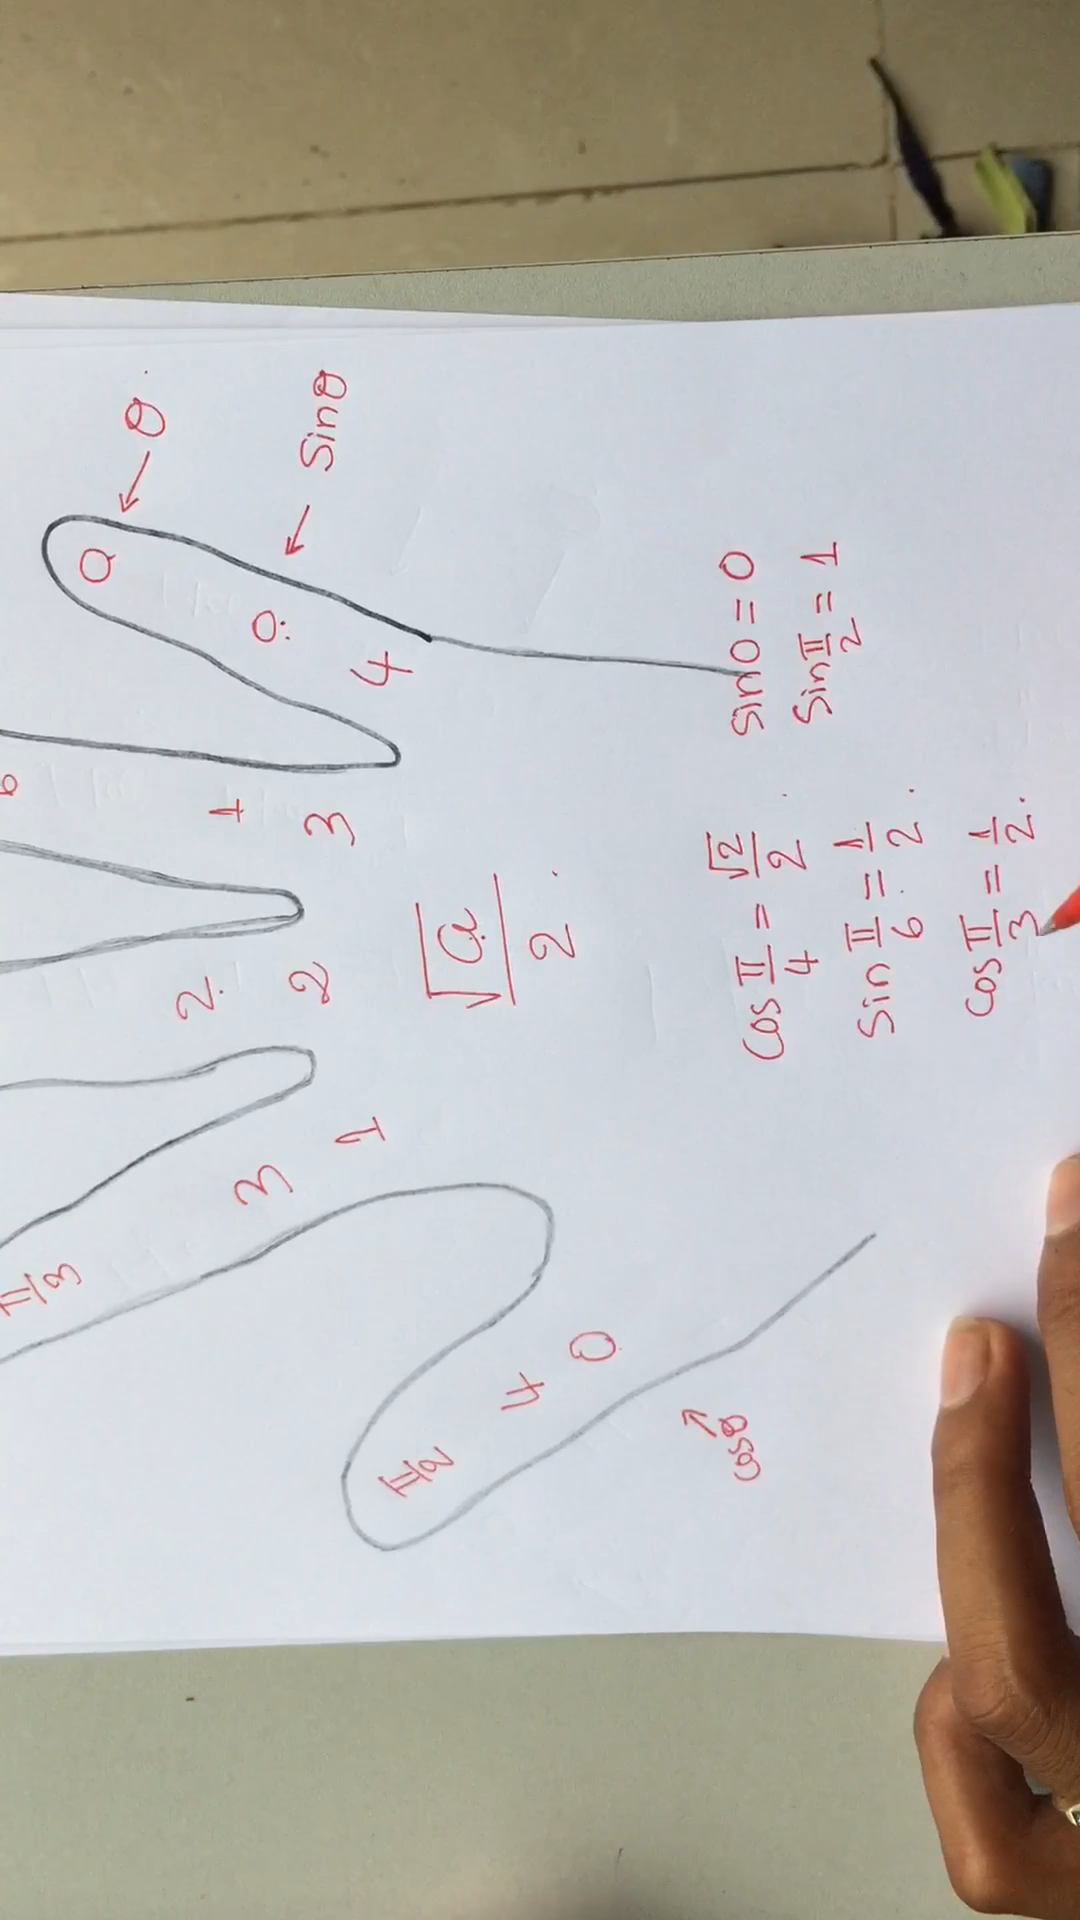 π/3
0 ← θ
3 2. 1 0: ← Sinθ
1 2 3 4
π/2
4
0
√a/2.
cosθ
Cos π/4 = √2/2.
Sin π/6 = 1/2.
Cos π/3 = 1/2.
Sin0 = 0
Sin π/2 = 1